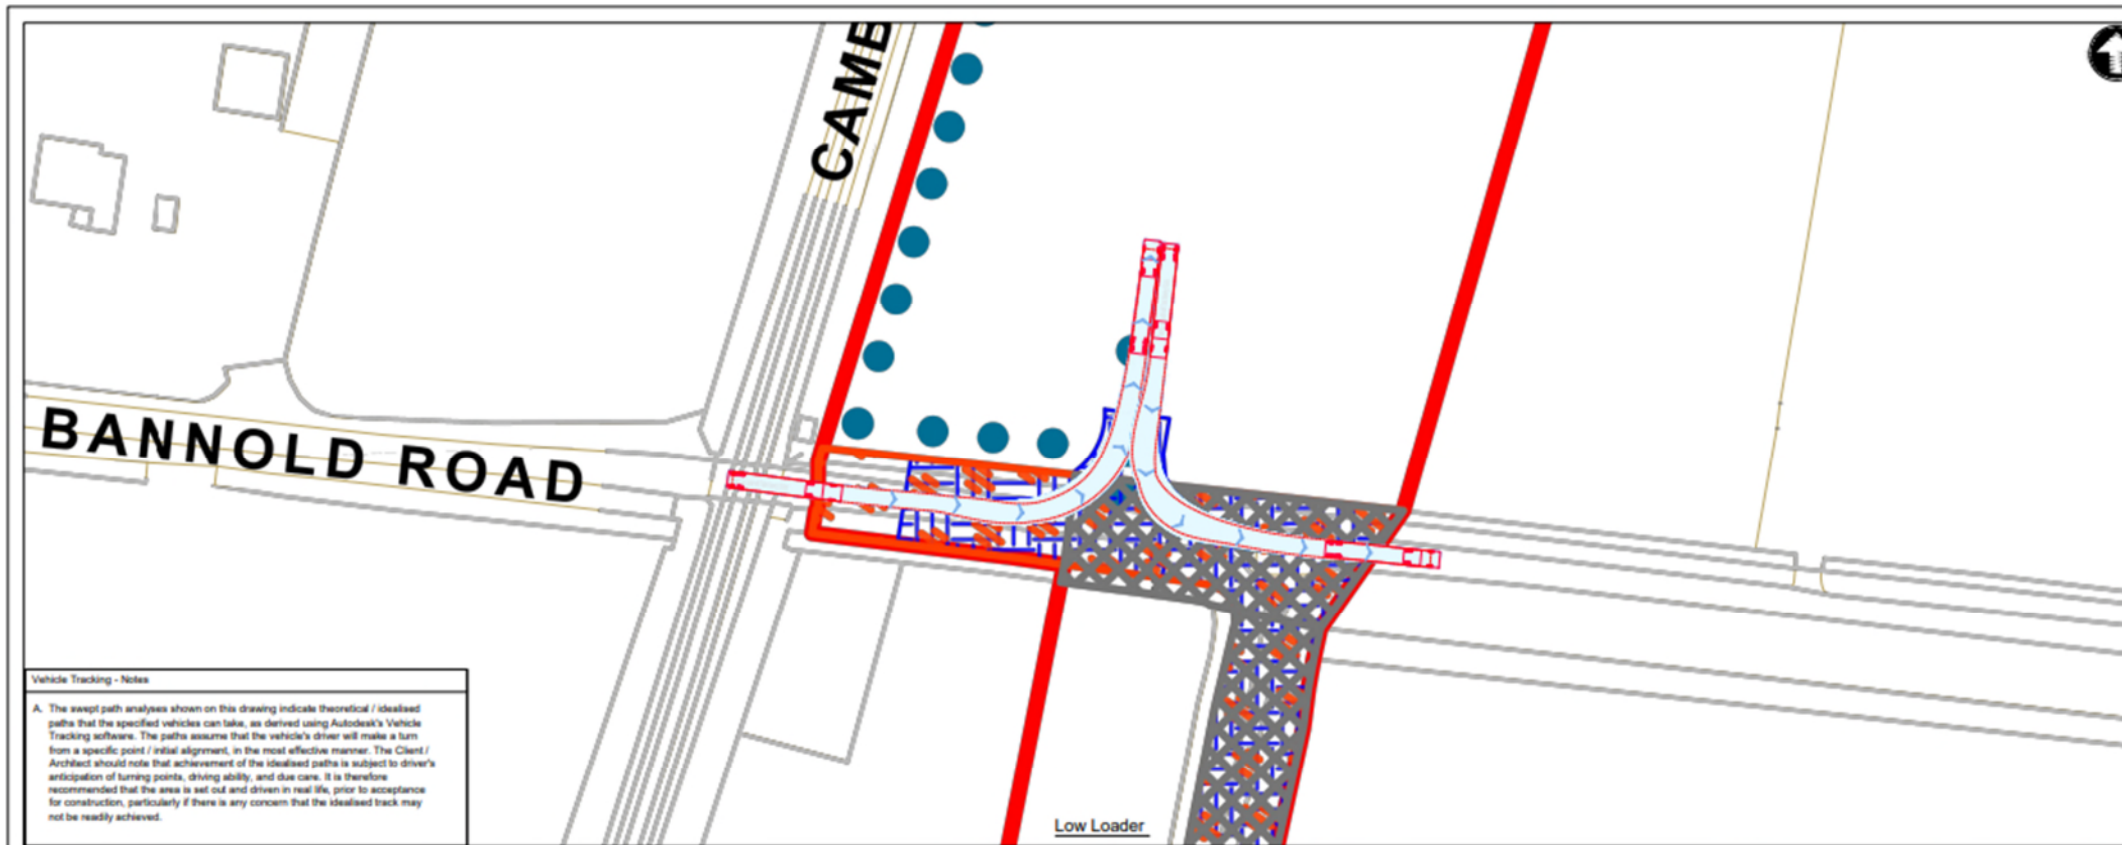 CAMB
BANNOLD ROAD
Vehicle Tracking - Notes
A. The swept path analyses shown on this drawing indicate theoretical / idealised
paths that the specified vehicles can take, as derived using Autodesk's Vehicle
Tracking software. The paths assume that the vehicle's driver will make a turn
from a specific point / initial alignment, in the most effective manner. The Client /
Architect should note that achievement of the idealised paths is subject to driver's
anticipation of turning points, driving ability, and due care. It is therefore
recommended that the area is set out and driven in real life, prior to acceptance
for construction, particularly if there is any concern that the idealised track may
not be readily achieved.
Low Loader